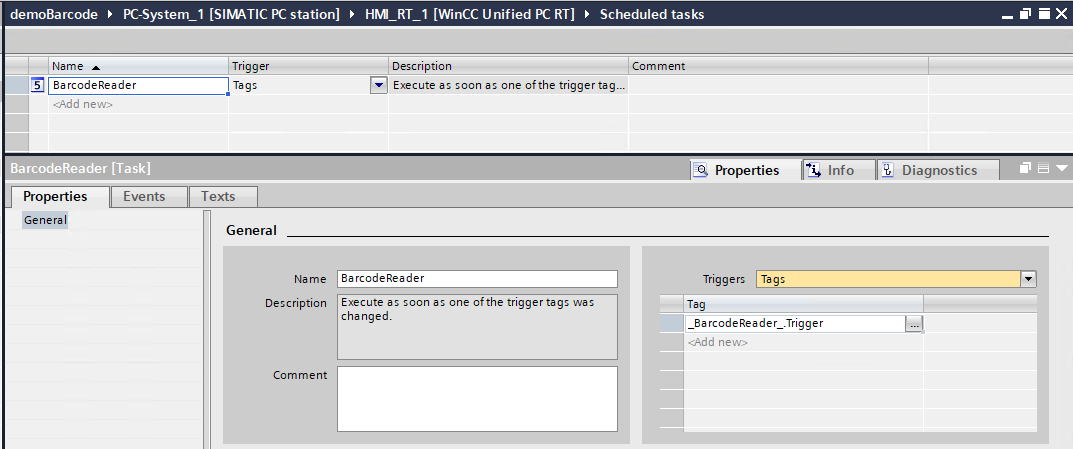 demoBarcode ▸ PC-System_1 [SIMATIC PC station] ▸ HMI_RT_1 [WinCC Unified PC RT] ▸ Scheduled tasks
Name Trigger Description Comment
5 BarcodeReader Tags Execute as soon as one of the trigger tag...
<Add new>
BarcodeReader [Task] Properties Info Diagnostics
Properties Events Texts
General
General
Name BarcodeReader
Description Execute as soon as one of the trigger tags was
changed.
Comment
Triggers Tags
Tag
_BarcodeReader_.Trigger ...
<Add new>